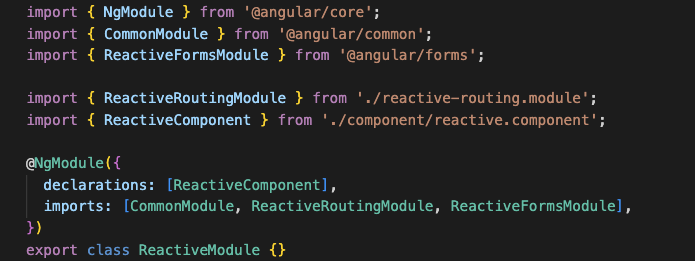 import { NgModule } from '@angular/core';
import { CommonModule } from '@angular/common';
import { ReactiveFormsModule } from '@angular/forms';
import { ReactiveRoutingModule } from './reactive-routing.module';
import { ReactiveComponent } from './component/reactive.component';
@NgModule({
  declarations: [ReactiveComponent],
  imports: [CommonModule, ReactiveRoutingModule, ReactiveFormsModule],
})
export class ReactiveModule {}